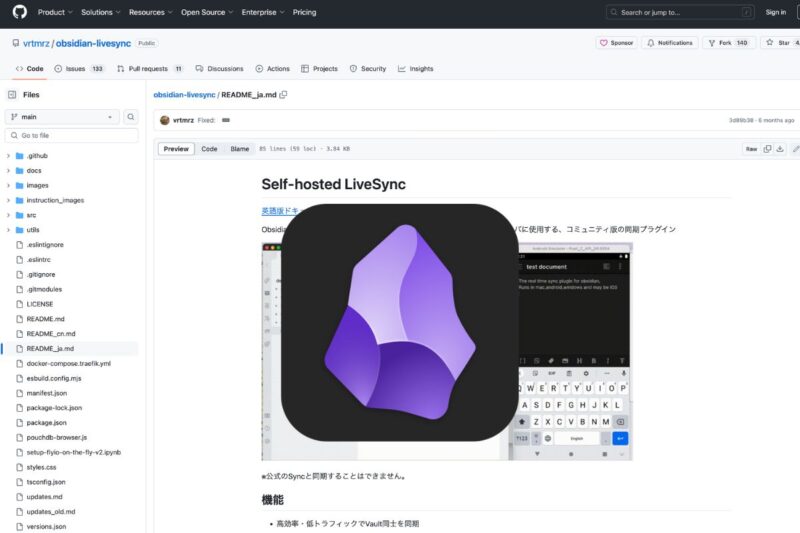 Product Solutions Resources Open Source Enterprise Pricing
Search or jump to... /
Sign in
vrtmrz / obsidian-livesync Public
Sponsor Notifications Fork 140 Star
Code Issues 133 Pull requests 11 Discussions Actions Projects Security Insights
Files
main
Go to file
.github
docs
images
instruction_images
src
utils
.eslintignore
.eslintrc
.gitignore
.gitmodules
LICENSE
README.md
README_cn.md
README_ja.md
docker-compose.traefik.yml
esbuild.config.mjs
manifest.json
package-lock.json
package.json
pouchdb-browser.js
setup-flyio-on-the-fly-v2.ipynb
styles.css
tsconfig.json
updates.md
updates_old.md
versions.json
obsidian-livesync / README_ja.md
vrtmrz Fixed:
6 months ago
Preview Code Blame 85 lines (59 loc) · 3.84 KB
Raw
Self-hosted LiveSync
英語版ドキ
Obsidia
に使用する、コミュニティ版の同期プラグイン
test document
The real time sync plugin for obsidian.
Runs in mac,android,windows and may be iOS
GIF
Q W E R T Y U I O P
A S D F G H J K L
Z X C V B N M
?123 English
※公式のSyncと同期することはできません。
機能
高効率・低トラフィックでVault同士を同期